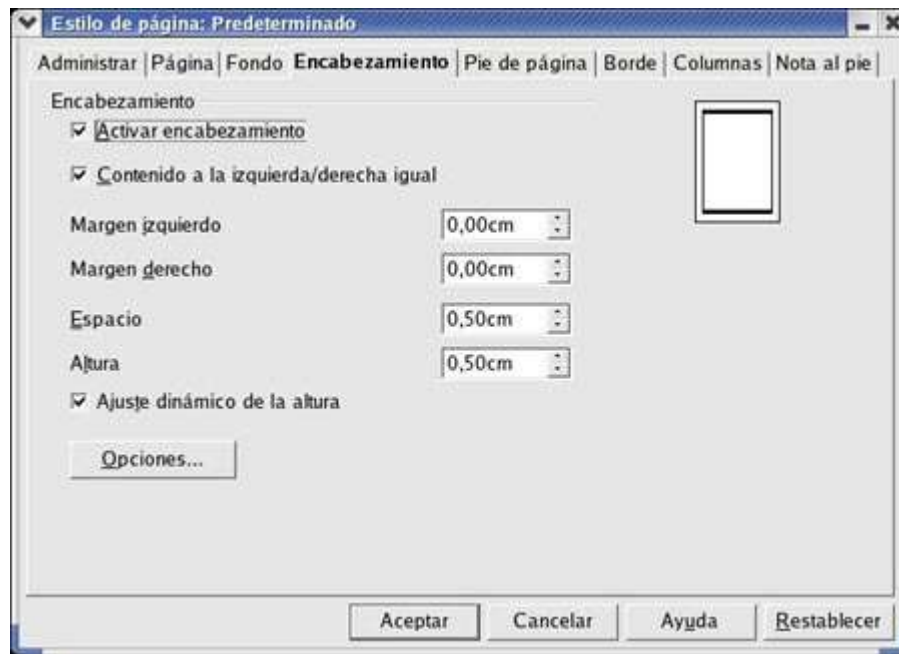 Estilo de página: Predeterminado
Administrar Página Fondo Encabezamiento Pie de página Borde Columnas Nota al pie
Encabezamiento
Activar encabezamiento
Contenido a la izquierda/derecha igual
Margen izquierdo 0,00cm
Margen derecho 0,00cm
Espacio 0,50cm
Altura 0,50cm
Ajuste dinámico de la altura
Opciones...
Aceptar Cancelar Ayuda Restablecer